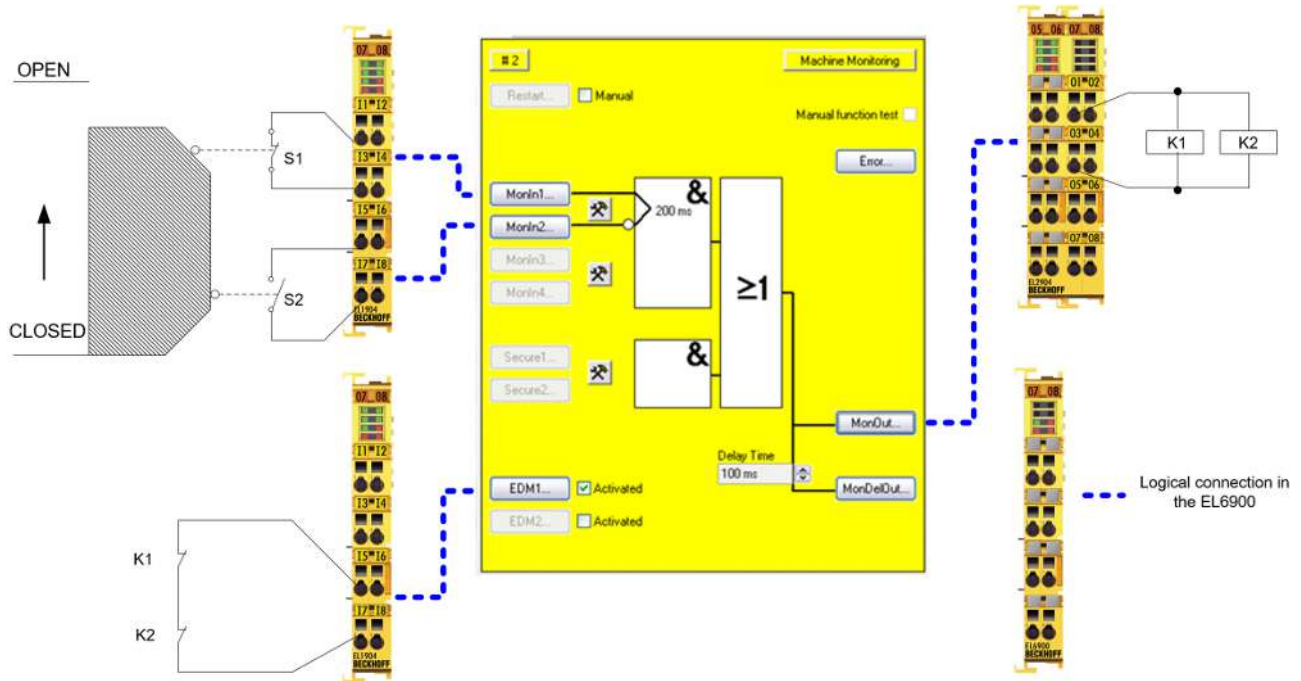 OPEN
CLOSED
S1
S2
07 08
I1 I2
I3 I4
I5 I6
I7 I8
EL1904
BECKHOFF
K1
K2
07 08
I1 I2
I3 I4
I5 I6
I7 I8
EL1904
BECKHOFF
# 2
Machine Monitoring
Restart...
Manual
Manual function test
Error...
MonIn1...
MonIn2...
MonIn3...
MonIn4...
200 ms
&
≥1
Secure1...
Secure2...
&
MonOut...
Delay Time
100 ms
MonDelOut...
EDM1...
Activated
EDM2...
Activated
05 06 07 08
01 02
03 04
05 06
07 08
EL2904
BECKHOFF
K1
K2
07 08
EL6900
BECKHOFF
Logical connection in
the EL6900